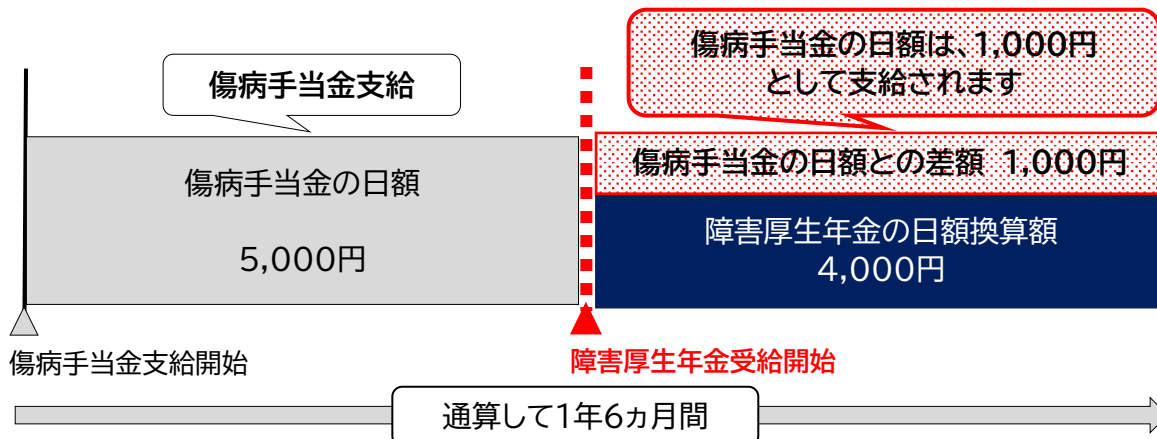 傷病手当金の日額は、1,000円
として支給されます
傷病手当金支給
傷病手当金の日額
5,000円
傷病手当金の日額との差額 1,000円
障害厚生年金の日額換算額
4,000円
傷病手当金支給開始
障害厚生年金受給開始
通算して1年6ヵ月間